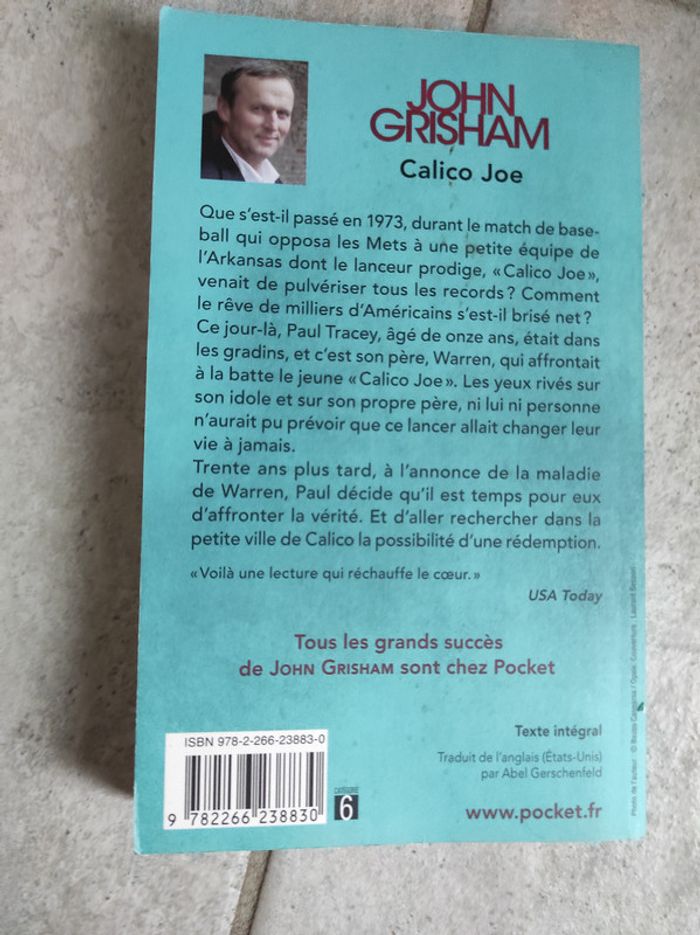 JOHN
GRISHAM
Calico Joe
Que s'est-il passé en 1973, durant le match de base-
ball qui opposa les Mets à une petite équipe de
l'Arkansas dont le lanceur prodige, « Calico Joe »,
venait de pulvériser tous les records ? Comment
le rêve de milliers d'Américains s'est-il brisé net ?
Ce jour-là, Paul Tracey, âgé de onze ans, était dans
les gradins, et c'est son père, Warren, qui affrontait
à la batte le jeune « Calico Joe ». Les yeux rivés sur
son idole et sur son propre père, ni lui ni personne
n'aurait pu prévoir que ce lancer allait changer leur
vie à jamais.
Trente ans plus tard, à l'annonce de la maladie
de Warren, Paul décide qu'il est temps pour eux
d'affronter la vérité. Et d'aller rechercher dans la
petite ville de Calico la possibilité d'une rédemption.
« Voilà une lecture qui réchauffe le cœur. »
USA Today
Tous les grands succès
de JOHN GRISHAM sont chez Pocket
Texte intégral
Traduit de l'anglais (États-Unis)
par Abel Gerschenfeld
www.pocket.fr
ISBN 978-2-266-23883-0
9 782266 238830
CATÉGORIE
6
Photo de l'auteur : © Basso / Opale. Couverture : Laurent Besson